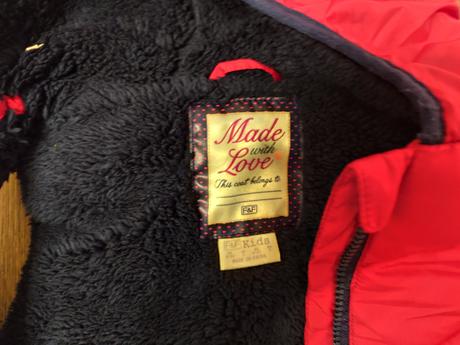 Made
with
Love
This coat belongs to
F&F
F&F Kids